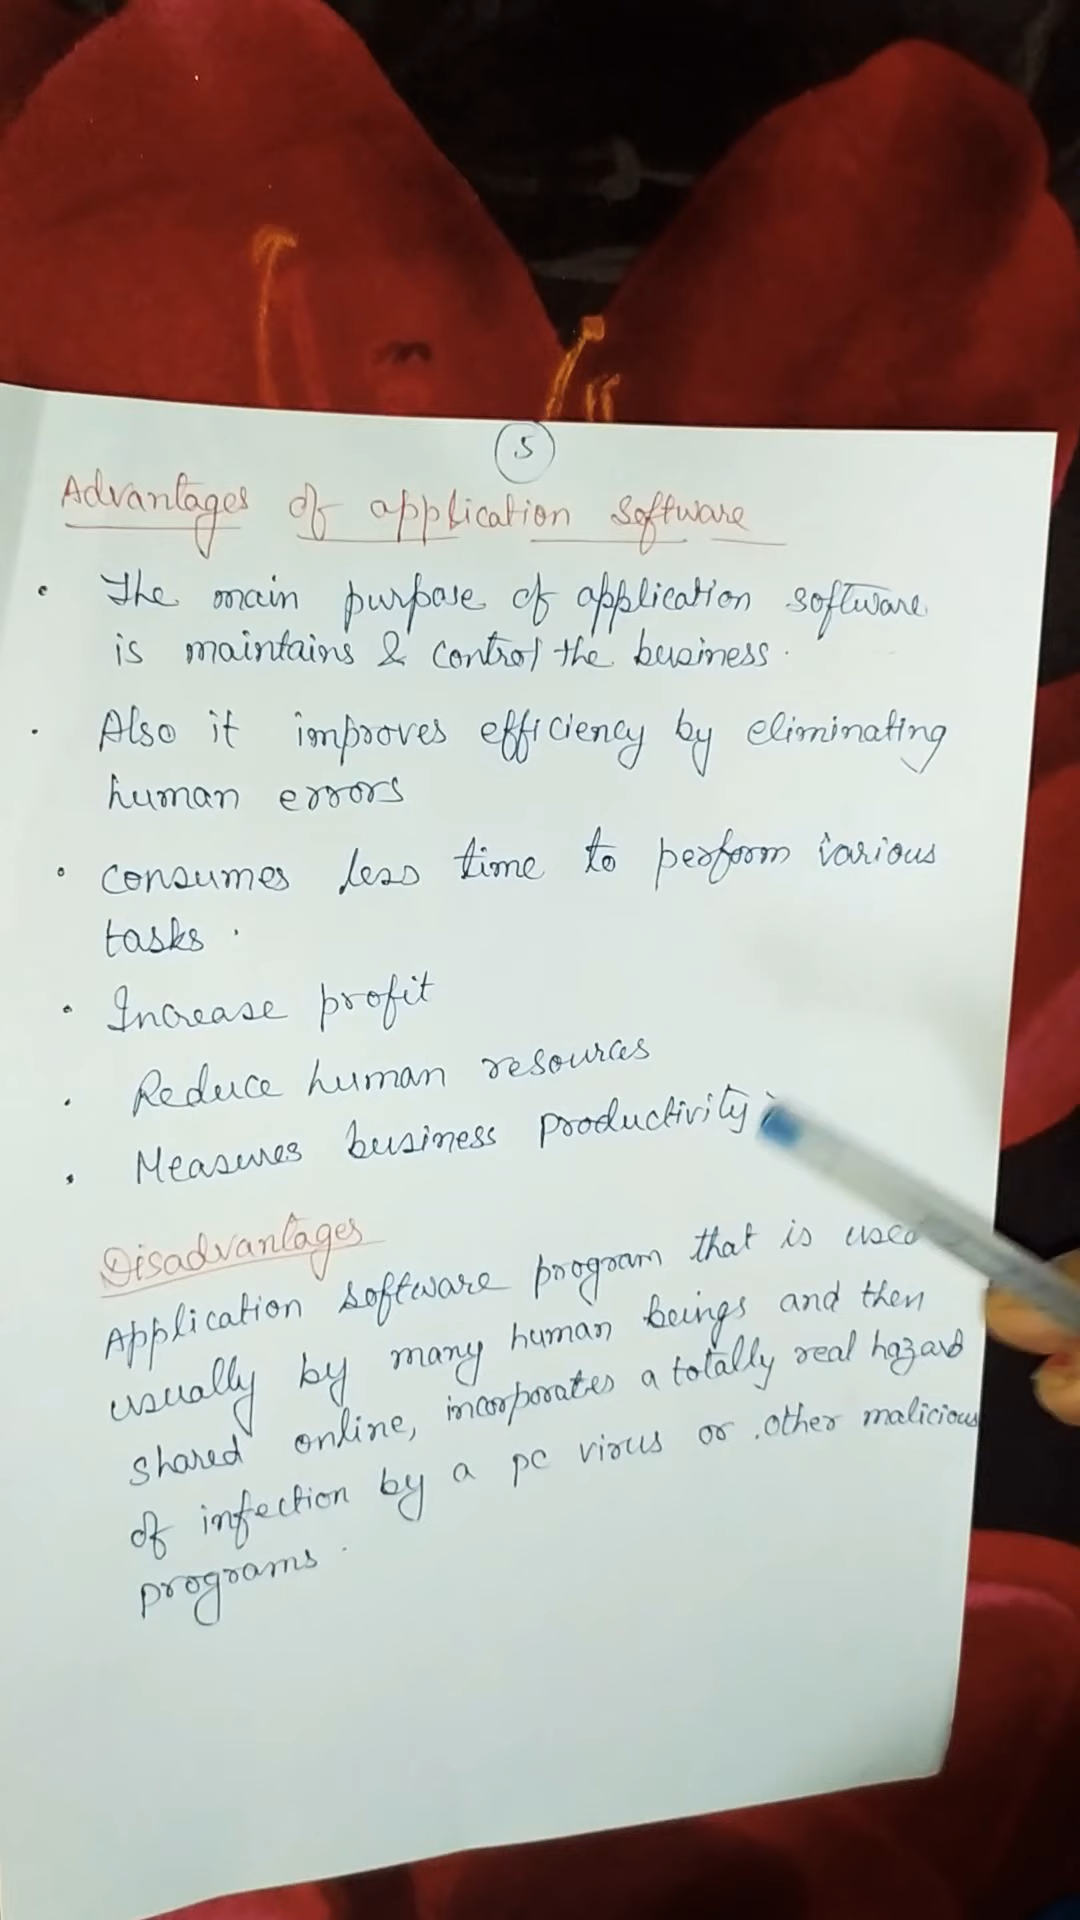 5
Advantages of application software
• The main purpose of application software
is maintains & control the business.
• Also it improves efficiency by eliminating
human errors
• consumes less time to perform various
tasks.
• Increase profit
• Reduce human resources
• Measures business productivity
Disadvantages
Application software program that is used
usually by many human beings and then
shared online, incorporates a totally real hazard
of infection by a pc virus or other malicious
programs.